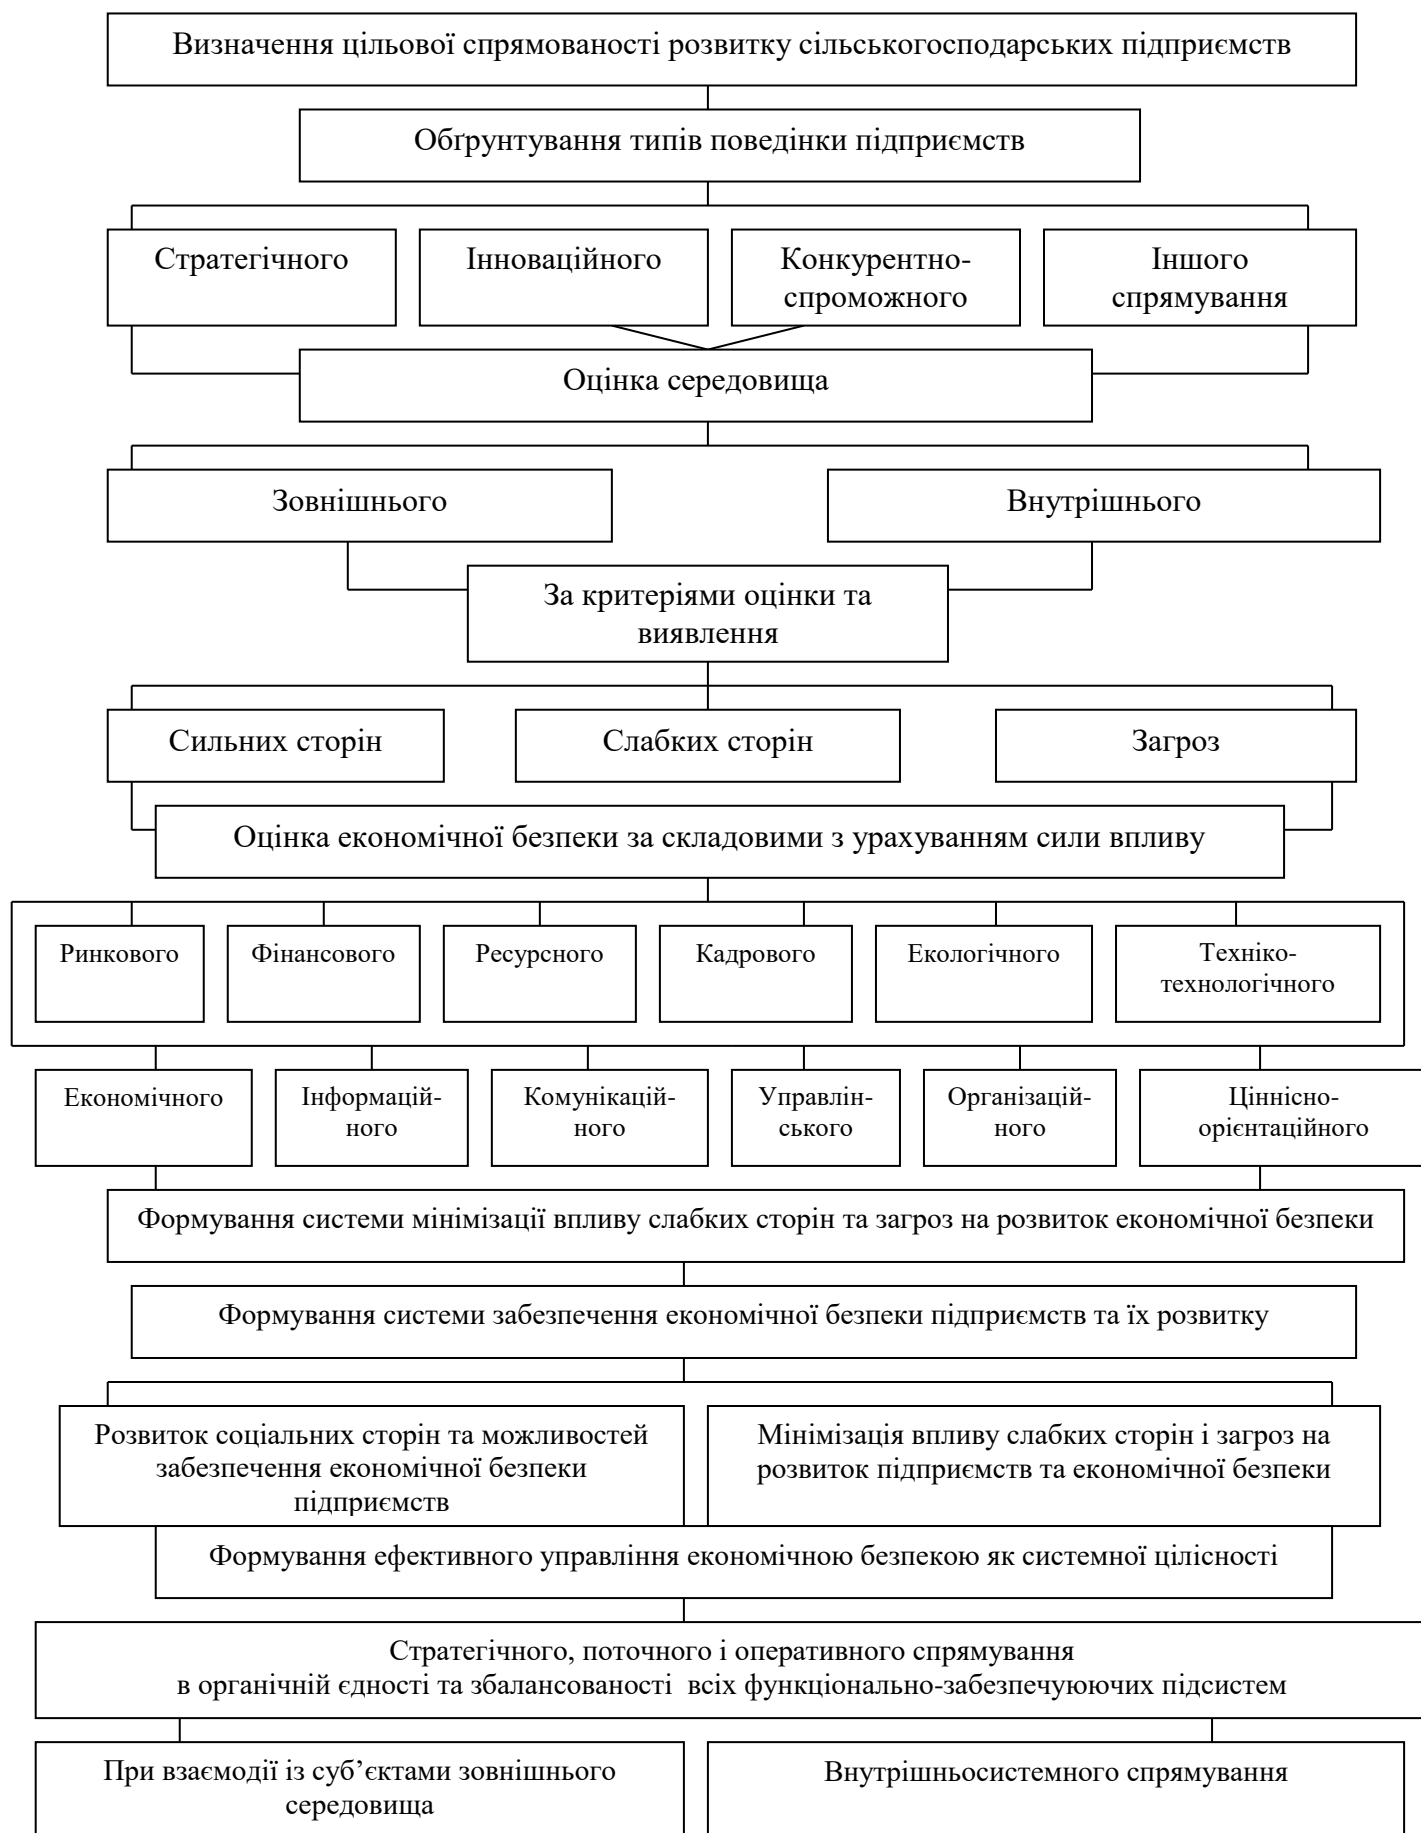 Визначення цільової спрямованості розвитку сільськогосподарських підприємств
Обґрунтування типів поведінки підприємств
Стратегічного
Інноваційного
Конкурентно-
спроможного
Іншого
спрямування
Оцінка середовища
Зовнішнього
Внутрішнього
За критеріями оцінки та
виявлення
Сильних сторін
Слабких сторін
Загроз
Оцінка економічної безпеки за складовими з урахуванням сили впливу
Ринкового
Фінансового
Ресурсного
Кадрового
Екологічного
Техніко-
технологічного
Економічного
Інформацій-
ного
Комунікацій-
ного
Управлін-
ського
Організацій-
ного
Ціннісно-
орієнтаційного
Формування системи мінімізації впливу слабких сторін та загроз на розвиток економічної безпеки
Формування системи забезпечення економічної безпеки підприємств та їх розвитку
Розвиток соціальних сторін та можливостей
забезпечення економічної безпеки
підприємств
Мінімізація впливу слабких сторін і загроз на
розвиток підприємств та економічної безпеки
Формування ефективного управління економічною безпекою як системної цілісності
Стратегічного, поточного і оперативного спрямування
в органічній єдності та збалансованості всіх функціонально-забезпечуюючих підсистем
При взаємодії із суб’єктами зовнішнього
середовища
Внутрішньосистемного спрямування